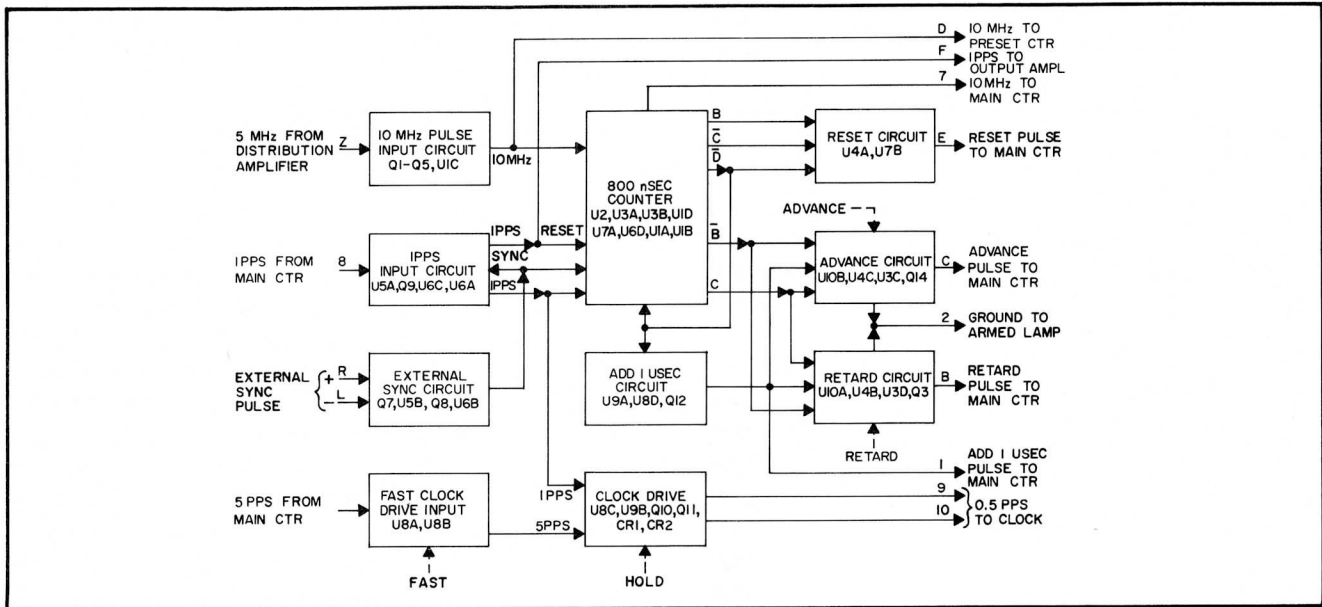 D
10 MHz TO
PRESET CTR
F
1PPS TO
OUTPUT AMPL
7
10MHz TO
MAIN CTR
5 MHz FROM
DISTRIBUTION
AMPLIFIER
Z
10 MHz PULSE
INPUT CIRCUIT
Q1-Q5,U1C
10MHz
800 nSEC
COUNTER
U2,U3A,U3B,U1D
U7A,U6D,U1A,U1B
B
C̅
D̅
RESET CIRCUIT
U4A,U7B
E
RESET PULSE
TO MAIN CTR
1PPS FROM
MAIN CTR
8
1PPS
INPUT CIRCUIT
U5A,Q9,U6C,U6A
1PPS
RESET
SYNC
1PPS
B̅
C
ADVANCE
ADVANCE CIRCUIT
U10B,U4C,U3C,Q14
C
ADVANCE
PULSE TO
MAIN CTR
2
GROUND TO
ARMED LAMP
EXTERNAL
SYNC
PULSE
+ R
- L
EXTERNAL
SYNC CIRCUIT
Q7,U5B, Q8,U6B
ADD 1 USEC
CIRCUIT
U9A,U8D,Q12
RETARD CIRCUIT
U10A,U4B,U3D,Q3
B
RETARD
PULSE TO
MAIN CTR
RETARD
1
ADD 1 USEC
PULSE TO
MAIN CTR
5 PPS FROM
MAIN CTR
FAST CLOCK
DRIVE INPUT
U8A,U8B
FAST
1PPS
5PPS
CLOCK DRIVE
U8C,U9B,Q10,Q11,
CR1, CR2
HOLD
9
10
0.5 PPS
TO CLOCK